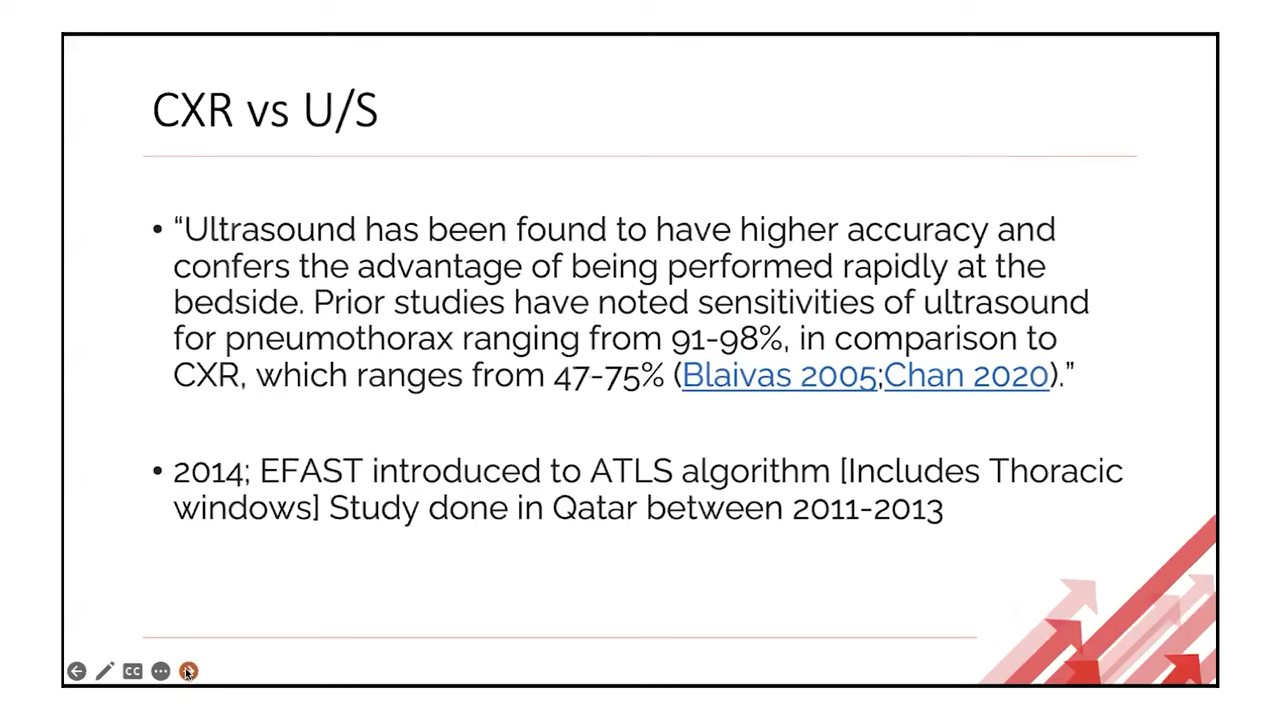 CXR vs U/S
• “Ultrasound has been found to have higher accuracy and
confers the advantage of being performed rapidly at the
bedside. Prior studies have noted sensitivities of ultrasound
for pneumothorax ranging from 91-98%, in comparison to
CXR, which ranges from 47-75% (Blaivas 2005;Chan 2020).”
• 2014; EFAST introduced to ATLS algorithm [Includes Thoracic
windows] Study done in Qatar between 2011-2013
CC